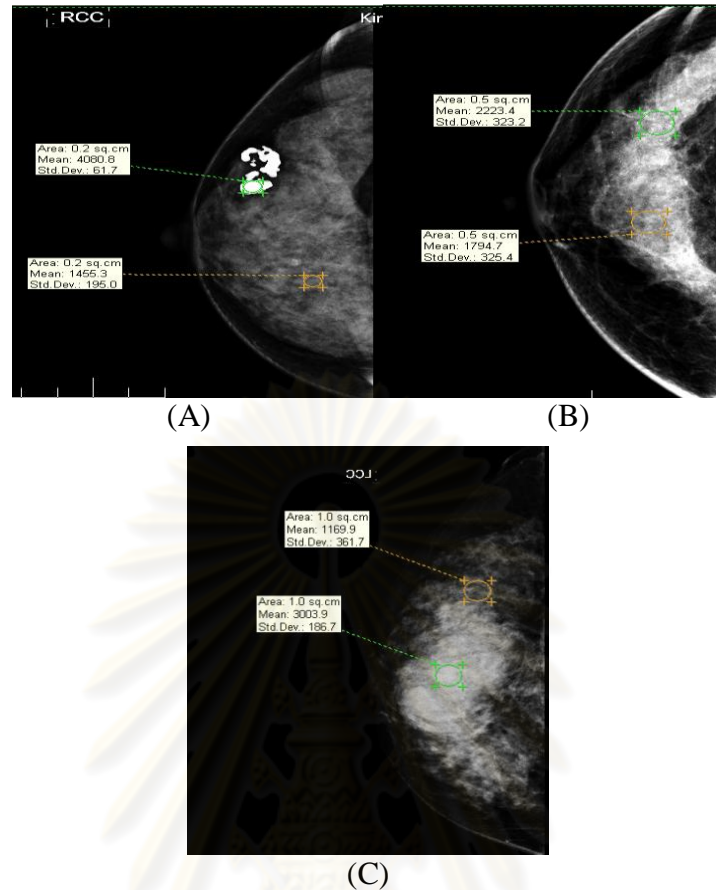 RCC
Kin
Area: 0.2 sq.cm
Mean: 4080.8
Std.Dev.: 61.7
Area: 0.2 sq.cm
Mean: 1455.3
Std.Dev.: 195.0
Area: 0.5 sq.cm
Mean: 2223.4
Std.Dev.: 323.2
Area: 0.5 sq.cm
Mean: 1794.7
Std.Dev.: 325.4
(A)
(B)
LCC
Area: 1.0 sq.cm
Mean: 1169.9
Std.Dev.: 361.7
Area: 1.0 sq.cm
Mean: 3003.9
Std.Dev.: 186.7
(C)